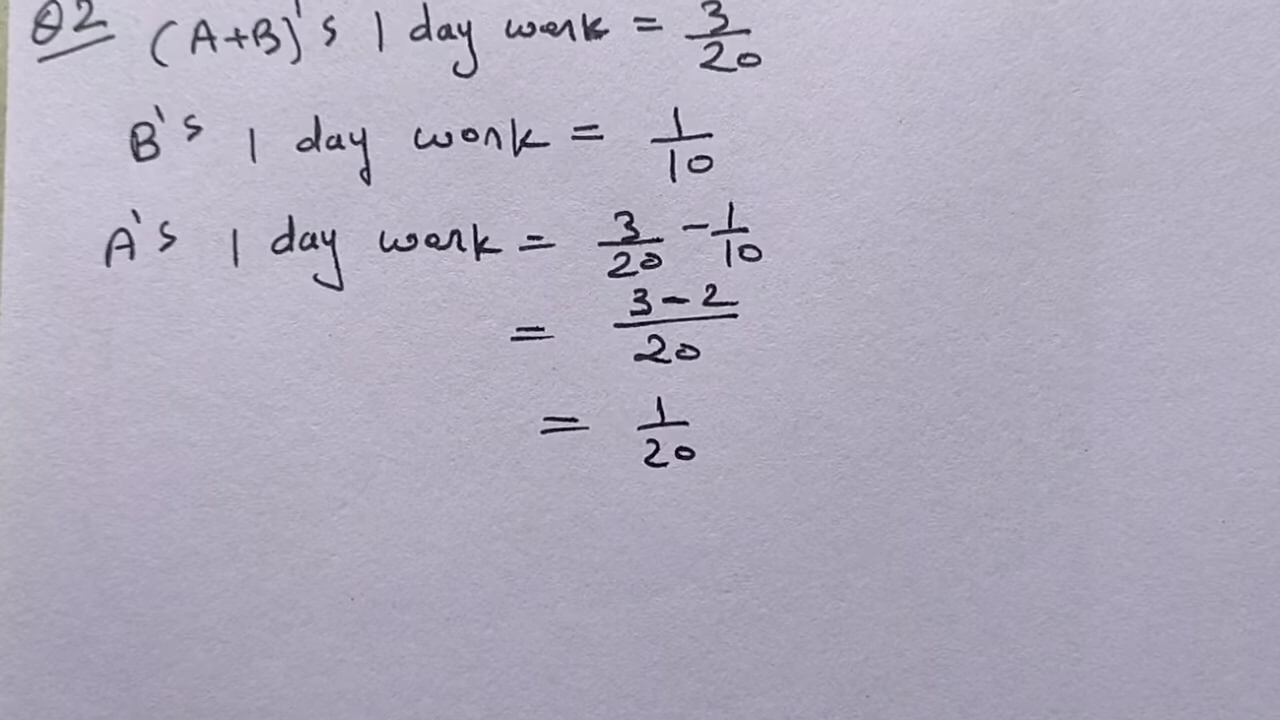 Q2 (A+B)'s 1 day work = 3/20
B's 1 day work = 1/10
A's 1 day work = 3/20 - 1/10
= 3-2/20
= 1/20